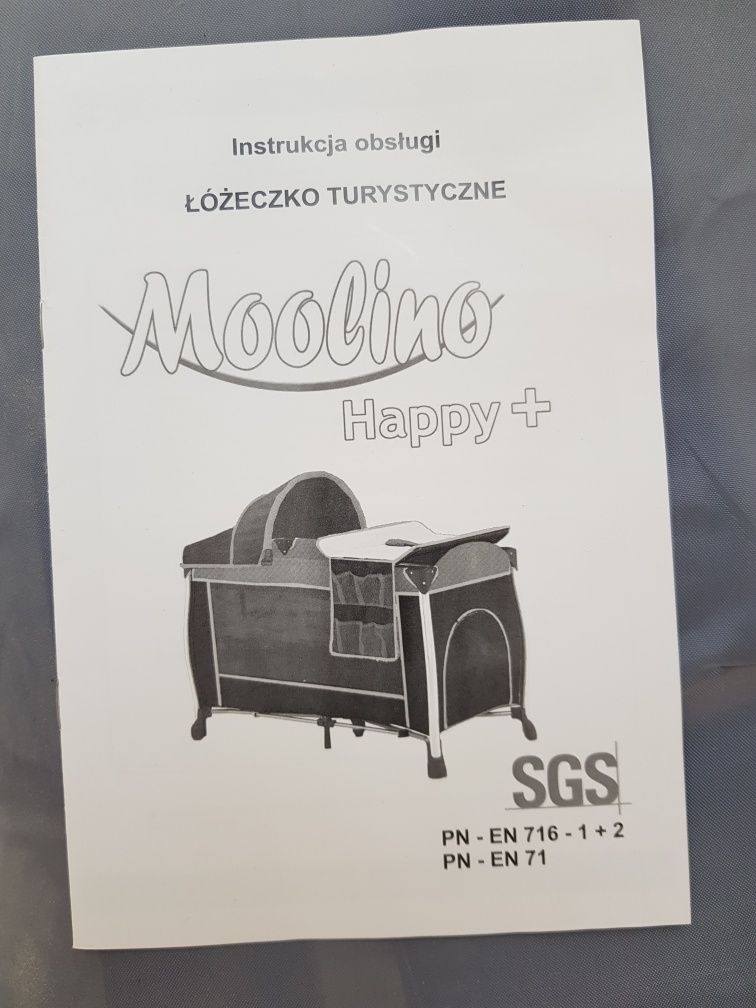 Instrukcja obsługi
ŁÓŻECZKO TURYSTYCZNE
Moolino
Happy +
SGS
PN - EN 716 - 1 + 2
PN - EN 71